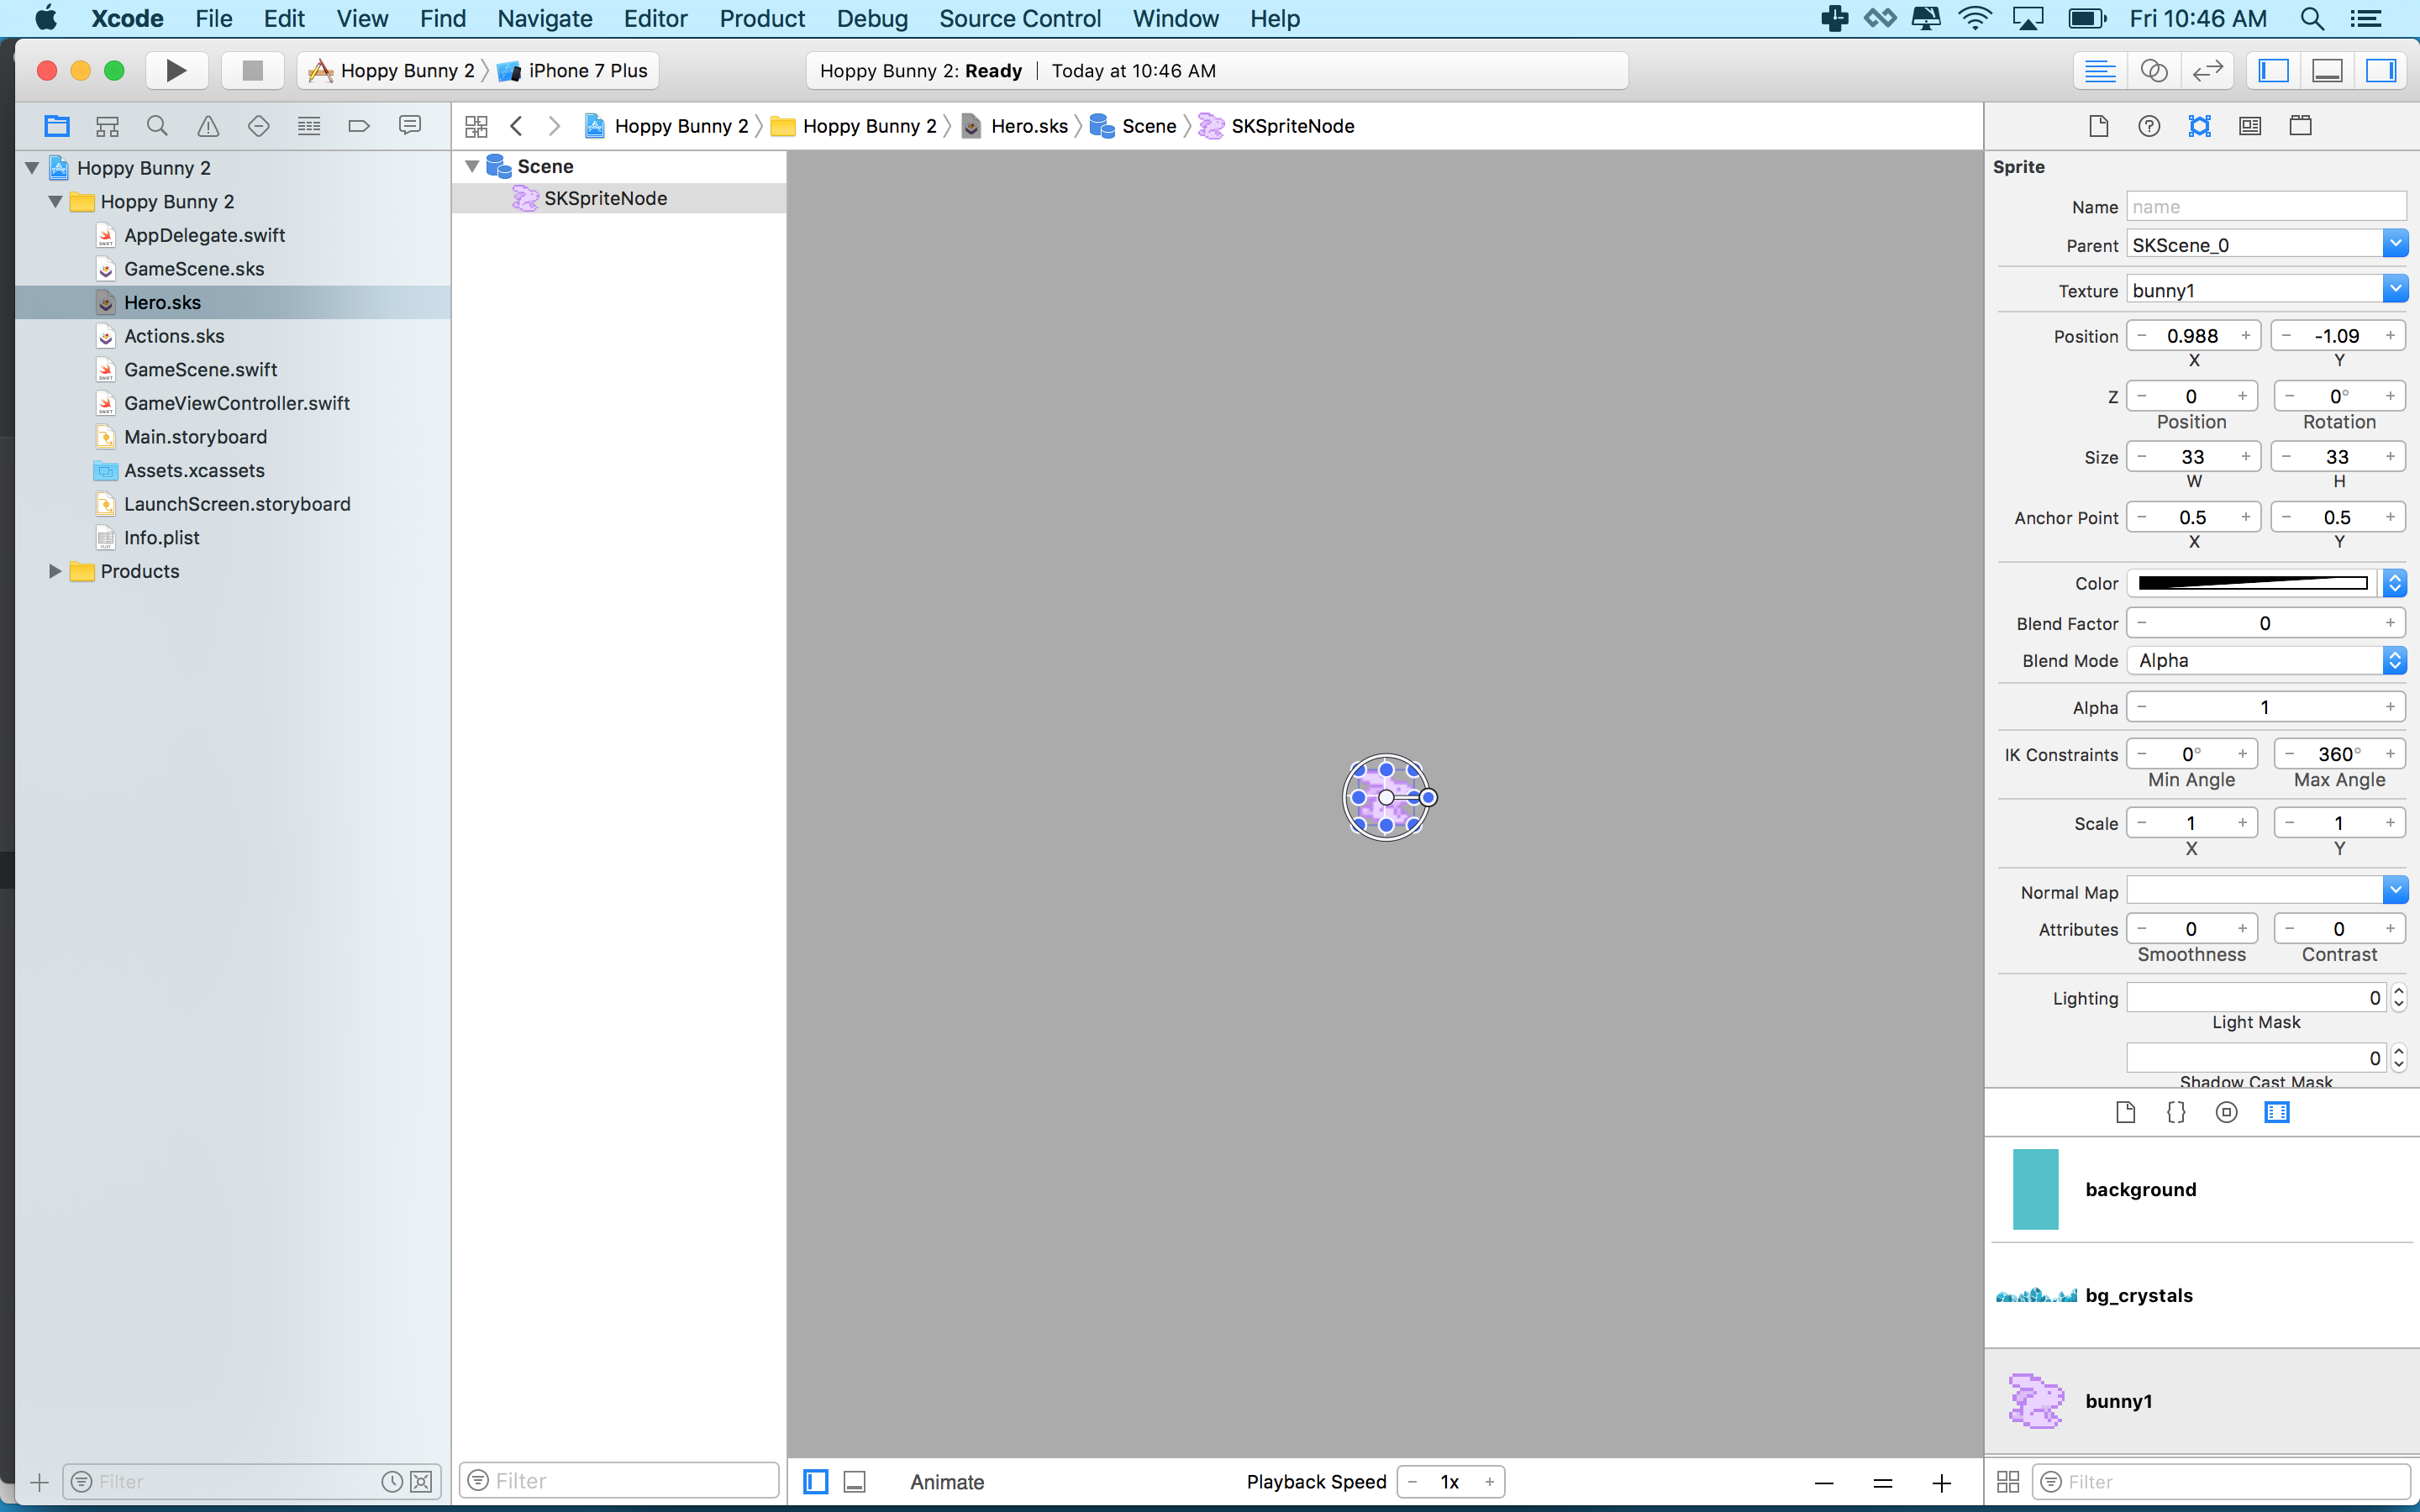 Xcode File Edit View Find Navigate Editor Product Debug Source Control Window Help Fri 10:46 AM
Hoppy Bunny 2 iPhone 7 Plus Hoppy Bunny 2: Ready | Today at 10:46 AM
Hoppy Bunny 2 Hoppy Bunny 2 Hero.sks Scene SKSpriteNode
Hoppy Bunny 2
Hoppy Bunny 2
AppDelegate.swift
GameScene.sks
Hero.sks
Actions.sks
GameScene.swift
GameViewController.swift
Main.storyboard
Assets.xcassets
LaunchScreen.storyboard
Info.plist
Products
Filter
Scene
SKSpriteNode
Filter
Animate Playback Speed − 1x + − = +
Sprite
Name name
Parent SKScene_0
Texture bunny1
Position − 0.988 + − -1.09 +
X Y
Z − 0 + − 0° +
Position Rotation
Size − 33 + − 33 +
W H
Anchor Point − 0.5 + − 0.5 +
X Y
Color
Blend Factor − 0 +
Blend Mode Alpha
Alpha − 1 +
IK Constraints − 0° + − 360° +
Min Angle Max Angle
Scale − 1 + − 1 +
X Y
Normal Map
Attributes − 0 + − 0 +
Smoothness Contrast
Lighting 0
Light Mask
0
Shadow Cast Mask
{}
background
bg_crystals
bunny1
Filter